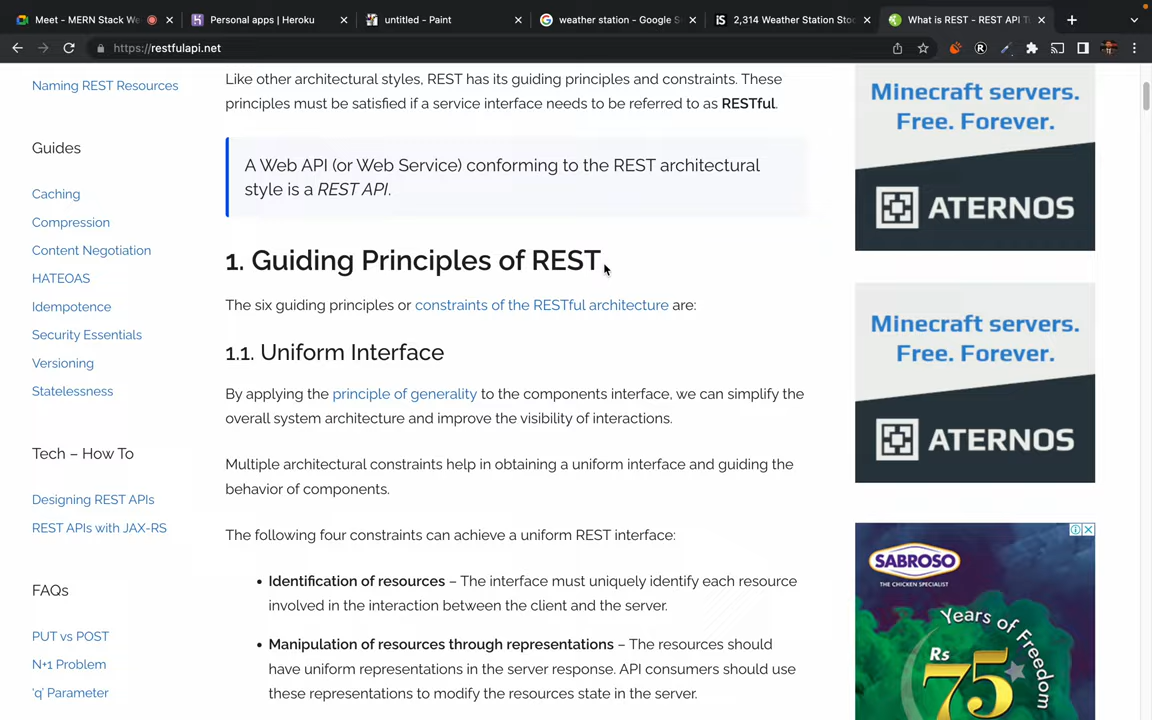 Meet - MERN Stack We
Personal apps | Heroku
untitled - Paint
weather station - Google S
2,314 Weather Station Stoc
What is REST - REST API T
https://restfulapi.net
Naming REST Resources
Guides
Caching
Compression
Content Negotiation
HATEOAS
Idempotence
Security Essentials
Versioning
Statelessness
Tech – How To
Designing REST APIs
REST APIs with JAX-RS
FAQs
PUT vs POST
N+1 Problem
'q' Parameter
Like other architectural styles, REST has its guiding principles and constraints. These
principles must be satisfied if a service interface needs to be referred to as RESTful.
A Web API (or Web Service) conforming to the REST architectural
style is a REST API.
1. Guiding Principles of REST
The six guiding principles or constraints of the RESTful architecture are:
1.1. Uniform Interface
By applying the principle of generality to the components interface, we can simplify the
overall system architecture and improve the visibility of interactions.
Multiple architectural constraints help in obtaining a uniform interface and guiding the
behavior of components.
The following four constraints can achieve a uniform REST interface:
• Identification of resources – The interface must uniquely identify each resource
involved in the interaction between the client and the server.
• Manipulation of resources through representations – The resources should
have uniform representations in the server response. API consumers should use
these representations to modify the resources state in the server.
Minecraft servers.
Free. Forever.
ATERNOS
Minecraft servers.
Free. Forever.
ATERNOS
SABROSO
THE CHICKEN SPECIALIST
Years of Freedom
Rs
75